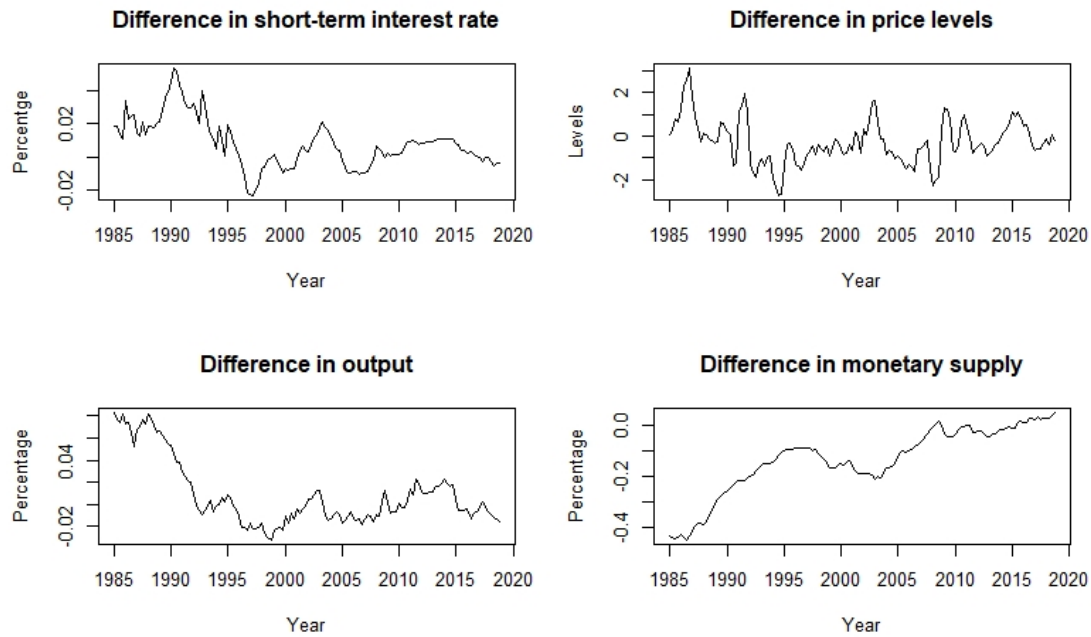 Difference in short-term interest rate
Percentge
0.02
-0.02
1985 1990 1995 2000 2005 2010 2015 2020
Year
Difference in price levels
Levels
2
0
-2
1985 1990 1995 2000 2005 2010 2015 2020
Year
Difference in output
Percentage
0.04
-0.02
1985 1990 1995 2000 2005 2010 2015 2020
Year
Difference in monetary supply
Percentage
0.0
-0.2
-0.4
1985 1990 1995 2000 2005 2010 2015 2020
Year